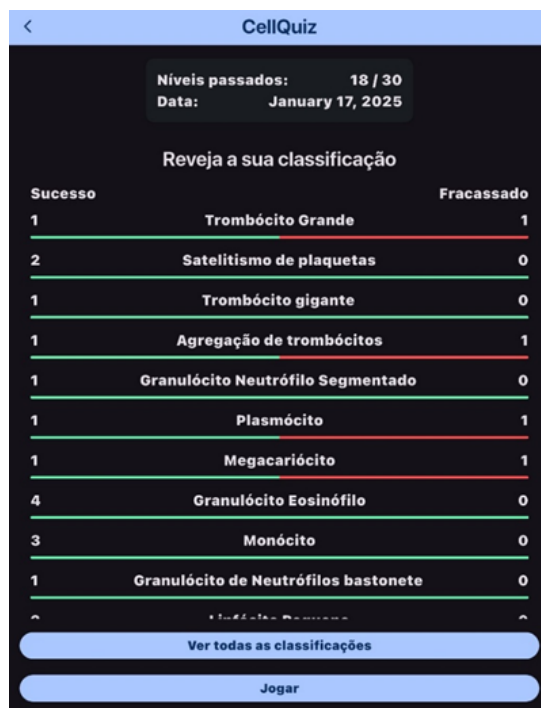 CellQuiz
Níveis passados: 18 / 30
Data: January 17, 2025
Reveja a sua classificação
Sucesso Fracassado
1 Trombócito Grande 1
2 Satelitismo de plaquetas 0
1 Trombócito gigante 0
1 Agregação de trombócitos 1
1 Granulócito Neutrófilo Segmentado 0
1 Plasmócito 1
1 Megacariócito 1
4 Granulócito Eosinófilo 0
3 Monócito 0
1 Granulócito de Neutrófilos bastonete 0
Ver todas as classificações
Jogar